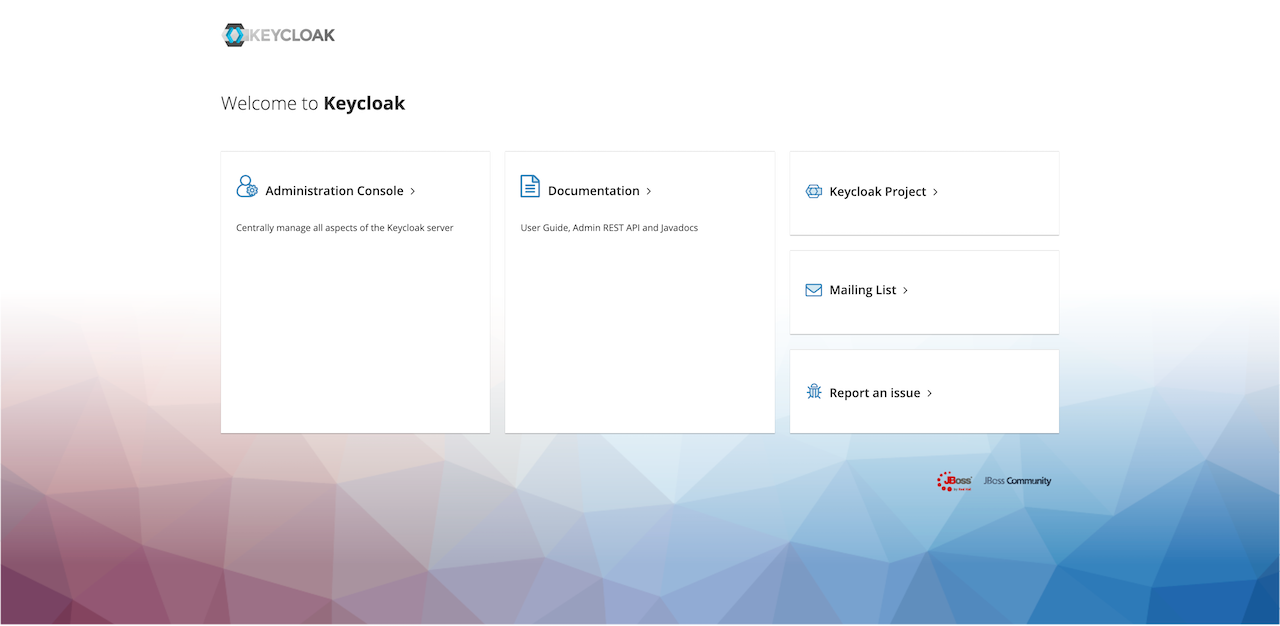 KEYCLOAK
Welcome to Keycloak
Administration Console
Centrally manage all aspects of the Keycloak server
Documentation
User Guide, Admin REST API and Javadocs
Keycloak Project
Mailing List
Report an issue
JBoss
by Red Hat
JBoss Community